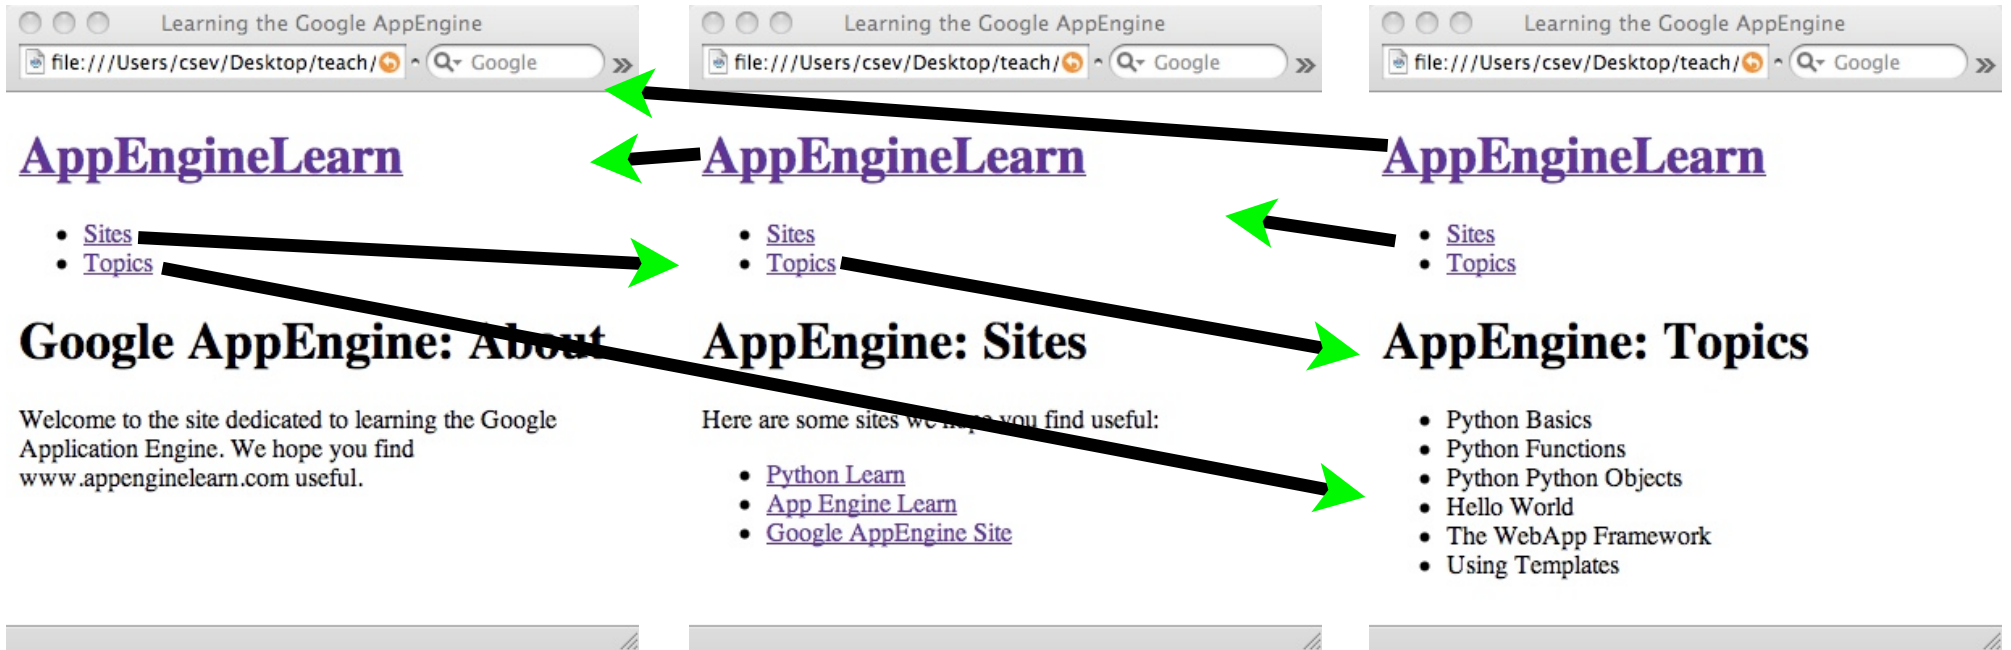 Learning the Google AppEngine
file:///Users/csev/Desktop/teach/
Google
AppEngineLearn
Sites
Topics
Google AppEngine: About
Welcome to the site dedicated to learning the Google
Application Engine. We hope you find
www.appenginelearn.com useful.
Learning the Google AppEngine
file:///Users/csev/Desktop/teach/
Google
AppEngineLearn
Sites
Topics
AppEngine: Sites
Here are some sites we hope you find useful:
Python Learn
App Engine Learn
Google AppEngine Site
Learning the Google AppEngine
file:///Users/csev/Desktop/teach/
Google
AppEngineLearn
Sites
Topics
AppEngine: Topics
Python Basics
Python Functions
Python Python Objects
Hello World
The WebApp Framework
Using Templates